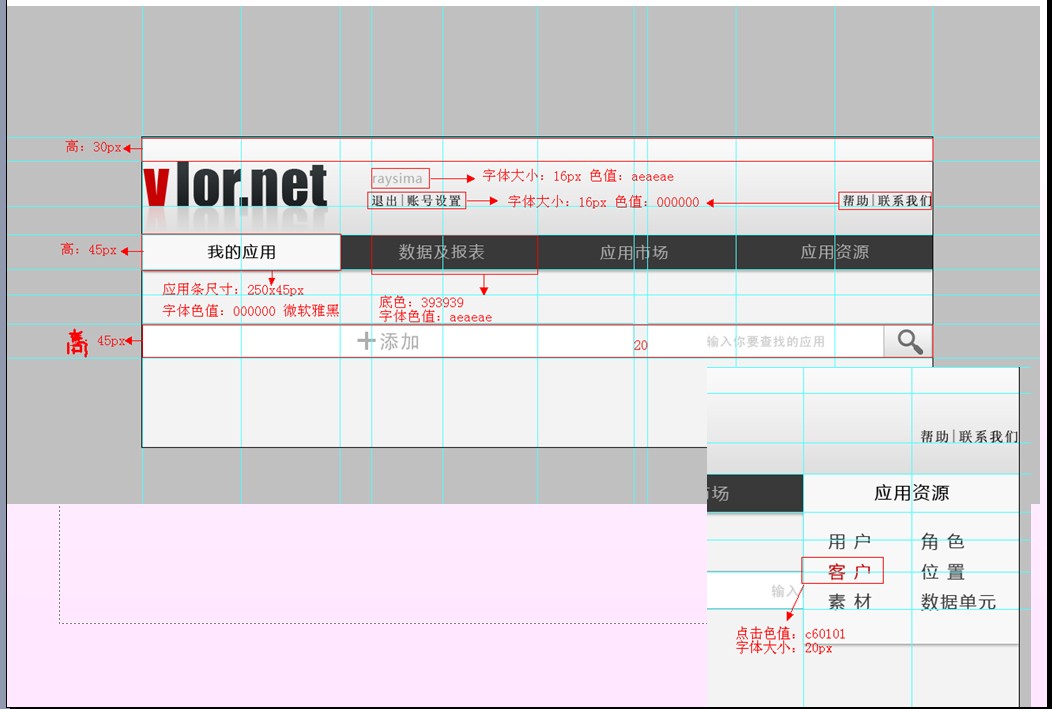 高：30px
vlor.net
raysima
字体大小：16px 色值：aeaeae
退出|账号设置
字体大小：16px 色值：000000
帮助|联系我们
高：45px
我的应用
数据及报表
应用市场
应用资源
应用条尺寸：250x45px
字体色值：000000 微软雅黑
底色：393939
字体色值：aeaeae
高：45px
添加
20
输入你要查找的应用
帮助|联系我们
市场
应用资源
用户
角色
客户
位置
输入
素材
数据单元
点击色值：c60101
字体大小：20px